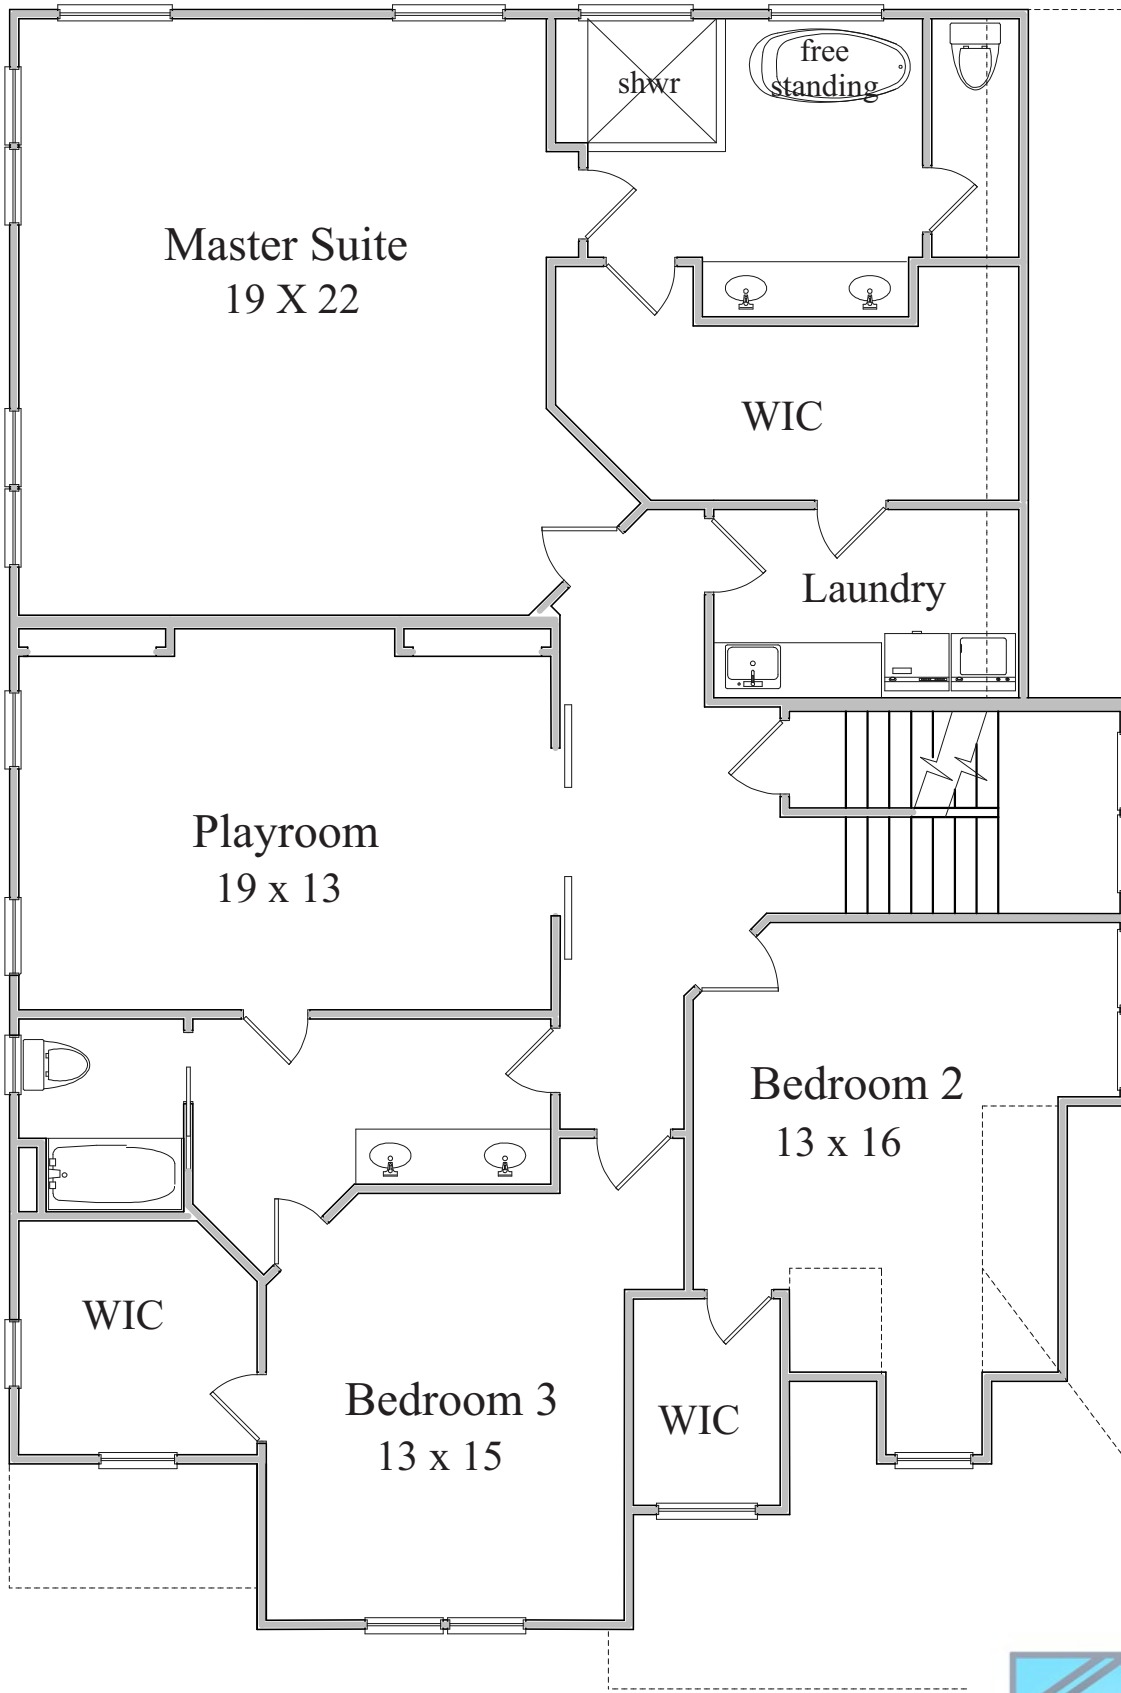 shwr
free
standing
Master Suite
19 X 22
WIC
Laundry
Playroom
19 x 13
Bedroom 2
13 x 16
WIC
Bedroom 3
13 x 15
WIC